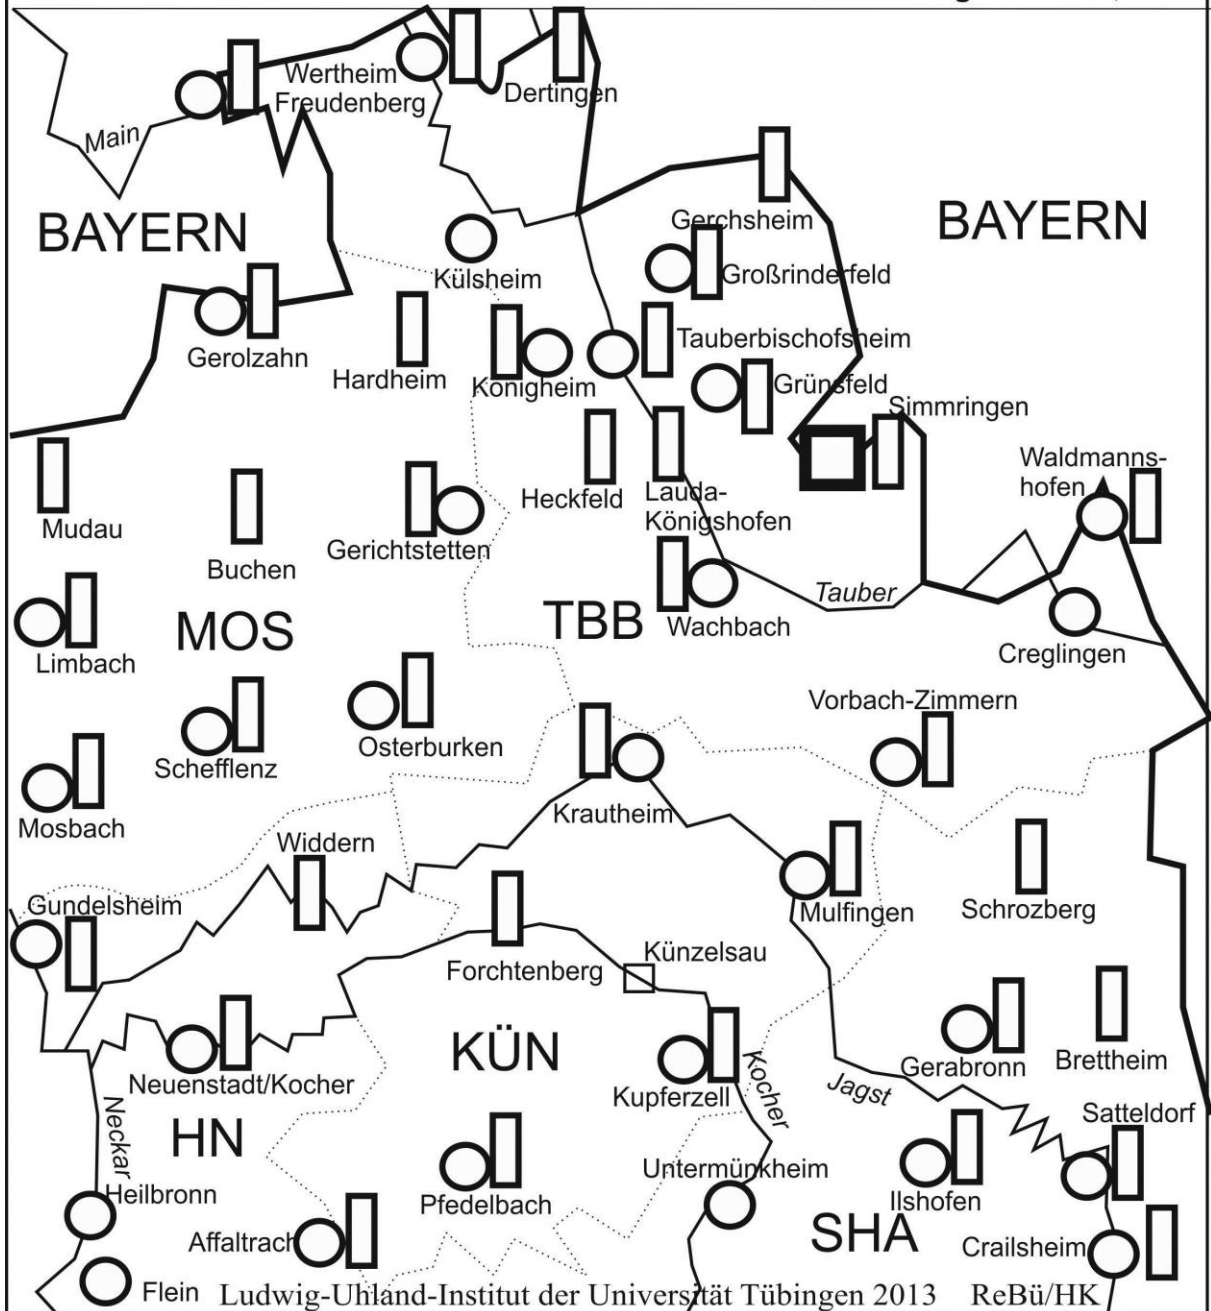 Wertheim
Freudenberg
Dertingen
Main
BAYERN
Gerchsheim
BAYERN
Külsheim
Großrinderfeld
Gerolzahn
Hardheim
Königheim
Tauberbischofsheim
Grünsfeld
Simmringen
Waldmanns-
hofen
Mudau
Buchen
Gerichtstetten
Heckfeld
Lauda-
Königshofen
Limbach
MOS
TBB
Wachbach
Tauber
Creglingen
Schefflenz
Osterburken
Vorbach-Zimmern
Mosbach
Widdern
Krautheim
Gundelsheim
Mulfingen
Schrozberg
Forchtenberg
Künzelsau
Neuenstadt/Kocher
KÜN
Kupferzell
Kocher
Jagst
Gerabronn
Brettheim
Neckar
HN
Satteldorf
Heilbronn
Pfedelbach
Untermünkheim
Ilshofen
Affaltrach
SHA
Crailsheim
Flein
Ludwig-Uhland-Institut der Universität Tübingen 2013 ReBü/HK